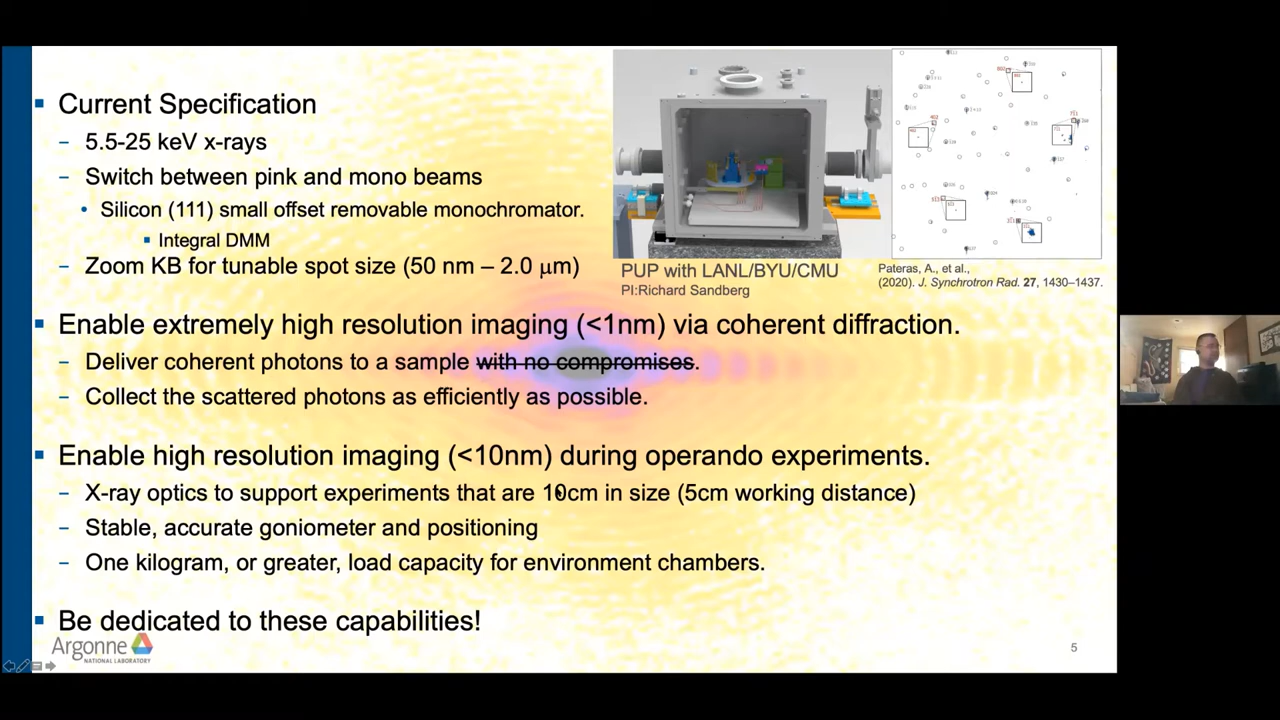 Current Specification
– 5.5-25 keV x-rays
– Switch between pink and mono beams
• Silicon (111) small offset removable monochromator.
▪ Integral DMM
– Zoom KB for tunable spot size (50 nm – 2.0 μm)
PUP with LANL/BYU/CMU
PI:Richard Sandberg
Pateras, A., et al.,
(2020). J. Synchrotron Rad. 27, 1430–1437.
Enable extremely high resolution imaging (<1nm) via coherent diffraction.
– Deliver coherent photons to a sample with no compromises.
– Collect the scattered photons as efficiently as possible.
Enable high resolution imaging (<10nm) during operando experiments.
– X-ray optics to support experiments that are 10cm in size (5cm working distance)
– Stable, accurate goniometer and positioning
– One kilogram, or greater, load capacity for environment chambers.
Be dedicated to these capabilities!
Argonne
NATIONAL LABORATORY
5